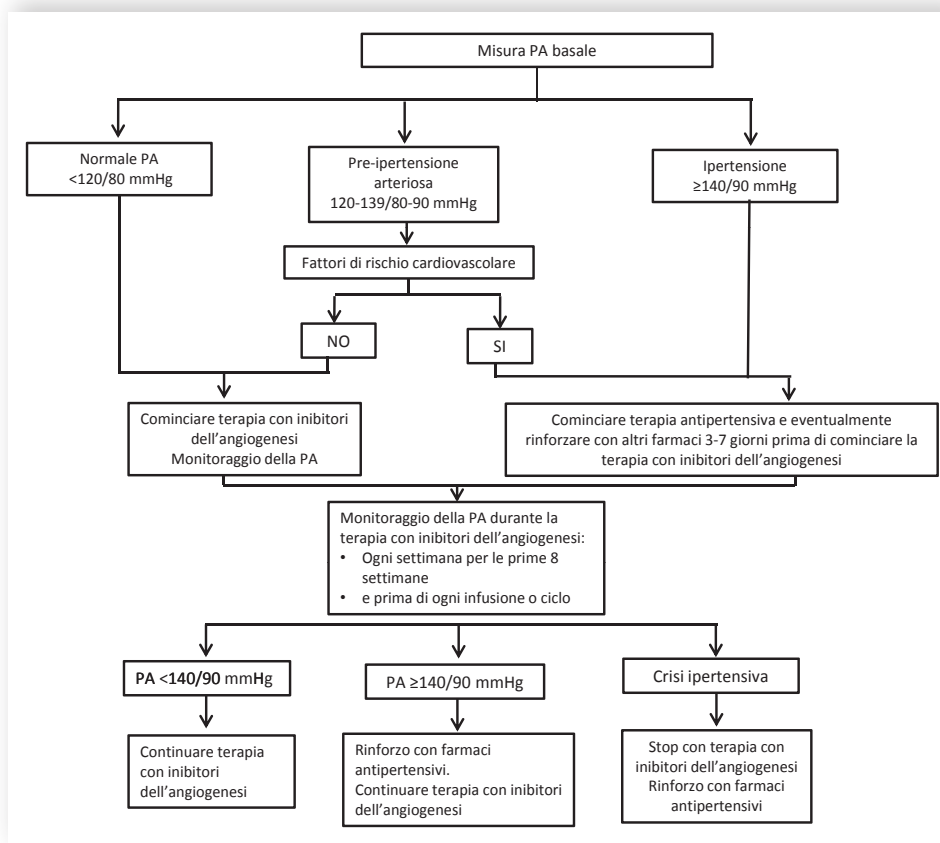 Misura PA basale
Normale PA
<120/80 mmHg
Pre-ipertensione
arteriosa
120-139/80-90 mmHg
Ipertensione
≥140/90 mmHg
Fattori di rischio cardiovascolare
NO
SI
Cominciare terapia con inibitori
dell'angiogenesi
Monitoraggio della PA
Cominciare terapia antipertensiva e eventualmente
rinforzare con altri farmaci 3-7 giorni prima di cominciare la
terapia con inibitori dell'angiogenesi
Monitoraggio della PA durante la
terapia con inibitori dell'angiogenesi:
• Ogni settimana per le prime 8
settimane
• e prima di ogni infusione o ciclo
PA <140/90 mmHg
PA ≥140/90 mmHg
Crisi ipertensiva
Continuare terapia
con inibitori
dell'angiogenesi
Rinforzo con farmaci
antipertensivi.
Continuare terapia con inibitori
dell'angiogenesi
Stop con terapia con
inibitori dell'angiogenesi
Rinforzo con farmaci
antipertensivi